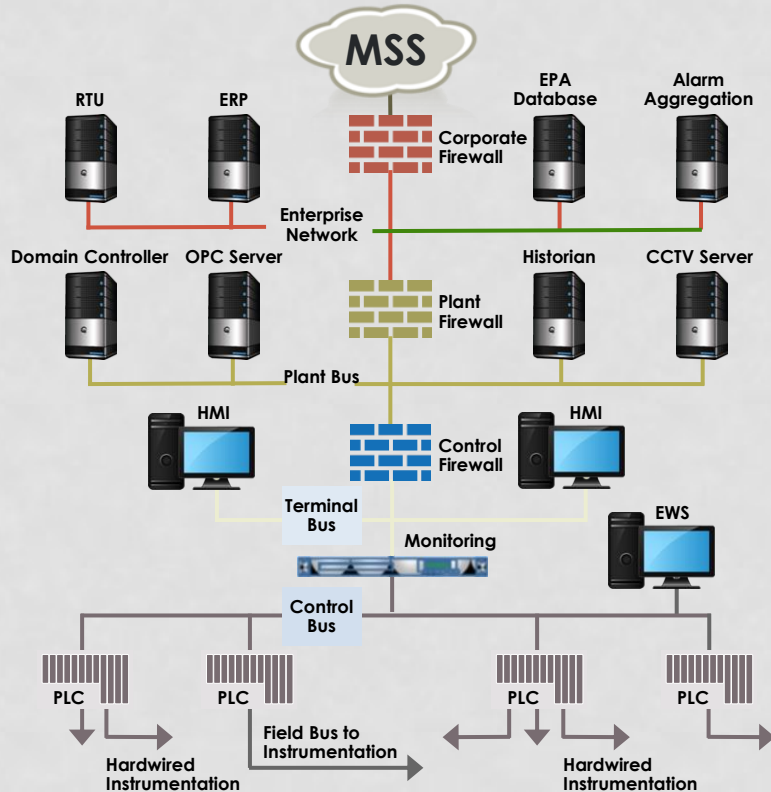 MSS
RTU
ERP
EPA
Database
Alarm
Aggregation
Corporate
Firewall
Enterprise
Network
Domain Controller
OPC Server
Historian
CCTV Server
Plant
Firewall
Plant Bus
HMI
HMI
Control
Firewall
Terminal
Bus
EWS
Monitoring
Control
Bus
PLC
PLC
PLC
PLC
Field Bus to
Instrumentation
Hardwired
Instrumentation
Hardwired
Instrumentation